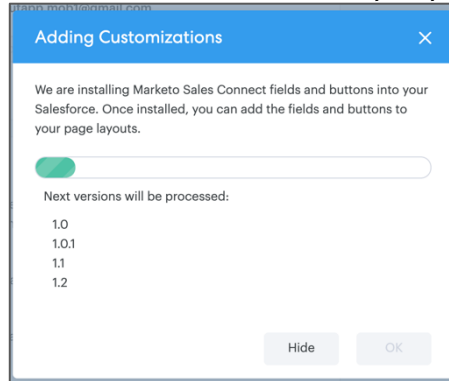 Adding Customizations
We are installing Marketo Sales Connect fields and buttons into your
Salesforce. Once installed, you can add the fields and buttons to
your page layouts.
Next versions will be processed:
1.0
1.0.1
1.1
1.2
Hide
OK